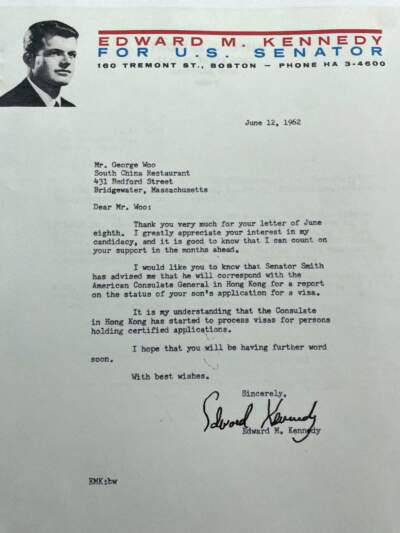 EDWARD M. KENNEDY
FOR U.S. SENATOR
160 TREMONT ST., BOSTON — PHONE HA 3-4600
June 12, 1962
Mr. George Woo
South China Restaurant
431 Bedford Street
Bridgewater, Massachusetts
Dear Mr. Woo:
Thank you very much for your letter of June
eighth. I greatly appreciate your interest in my
candidacy, and it is good to know that I can count on
your support in the months ahead.
I would like you to know that Senator Smith
has advised me that he will correspond with the
American Consulate General in Hong Kong for a report
on the status of your son's application for a visa.
It is my understanding that the Consulate
in Hong Kong has started to process visas for persons
holding certified applications.
I hope that you will be having further word
soon.
With best wishes.
Sincerely,
Edward Kennedy
Edward M. Kennedy
EMK:bw